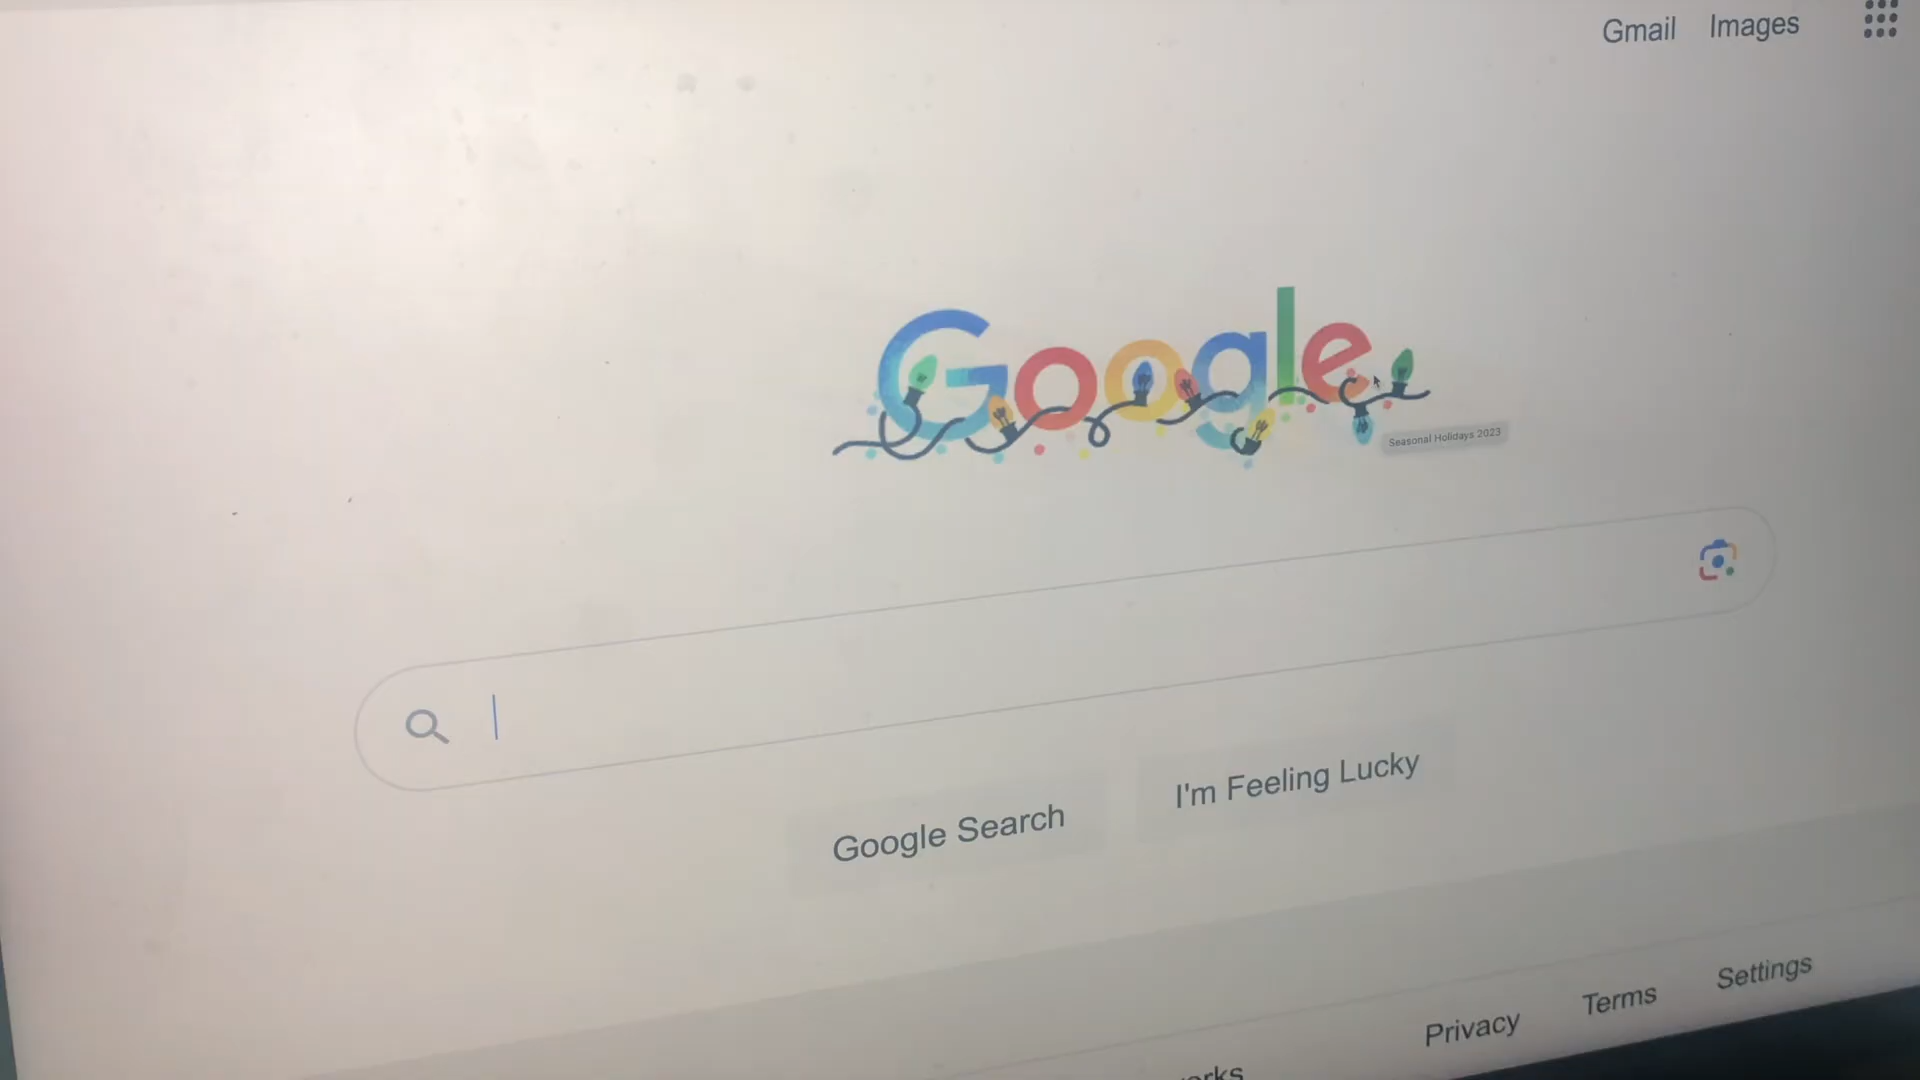 Gmail Images
Google
Seasonal Holidays 2023
Google Search I'm Feeling Lucky
Privacy Terms Settings